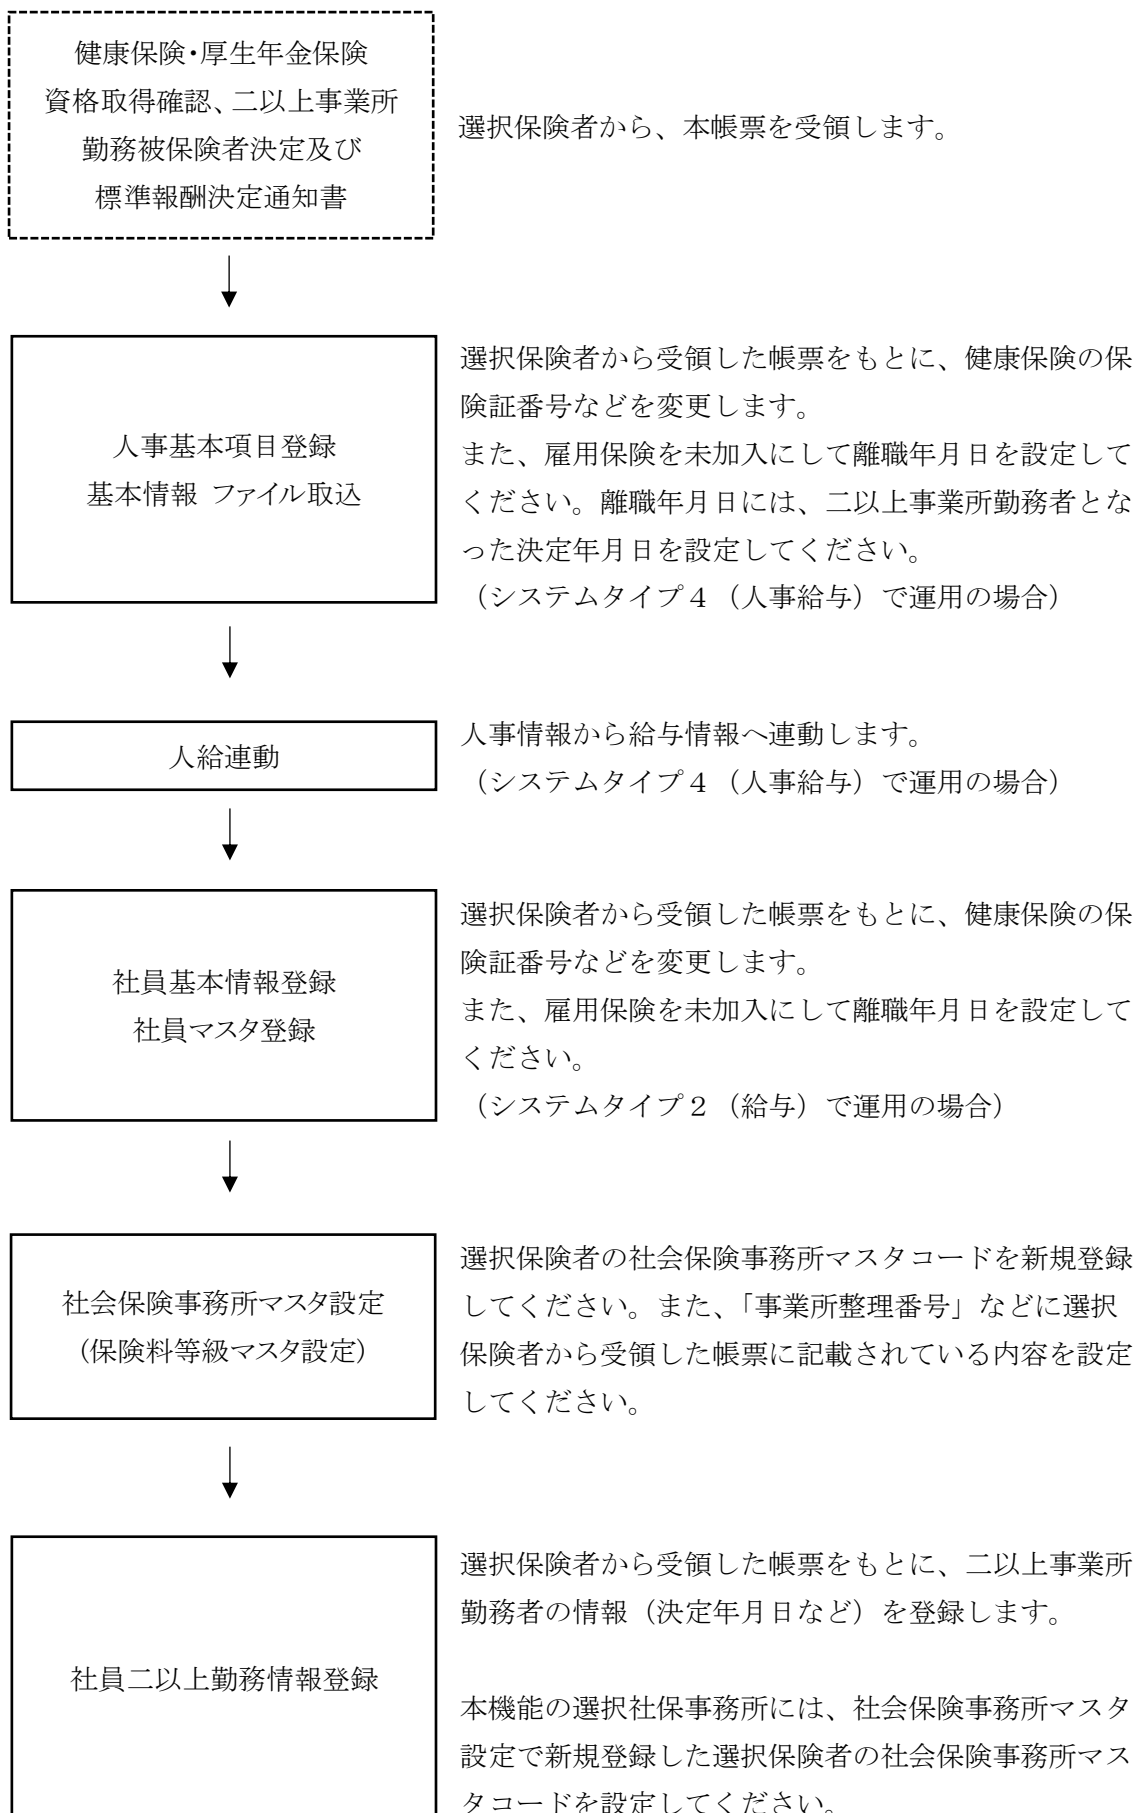 健康保険・厚生年金保険
資格取得確認、二以上事業所
勤務被保険者決定及び
標準報酬決定通知書
選択保険者から、本帳票を受領します。
人事基本項目登録
基本情報 ファイル取込
選択保険者から受領した帳票をもとに、健康保険の保
険証番号などを変更します。
また、雇用保険を未加入にして離職年月日を設定して
ください。離職年月日には、二以上事業所勤務者とな
った決定年月日を設定してください。
（システムタイプ４（人事給与）で運用の場合）
人給連動
人事情報から給与情報へ連動します。
（システムタイプ４（人事給与）で運用の場合）
社員基本情報登録
社員マスタ登録
選択保険者から受領した帳票をもとに、健康保険の保
険証番号などを変更します。
また、雇用保険を未加入にして離職年月日を設定して
ください。
（システムタイプ２（給与）で運用の場合）
社会保険事務所マスタ設定
（保険料等級マスタ設定）
選択保険者の社会保険事務所マスタコードを新規登録
してください。また、「事業所整理番号」などに選択
保険者から受領した帳票に記載されている内容を設定
してください。
社員二以上勤務情報登録
選択保険者から受領した帳票をもとに、二以上事業所
勤務者の情報（決定年月日など）を登録します。
本機能の選択社保事務所には、社会保険事務所マスタ
設定で新規登録した選択保険者の社会保険事務所マス
タコードを設定してください。